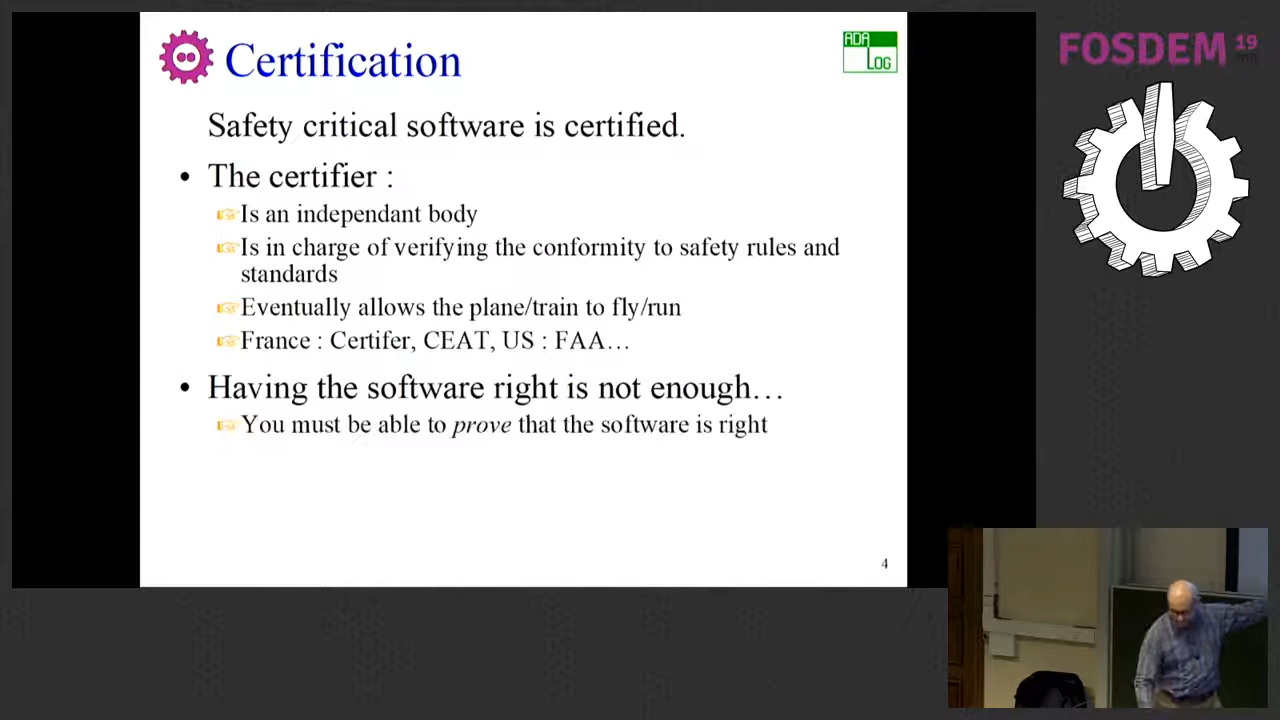 Certification
ADA
LOG
FOSDEM 19
Safety critical software is certified.
• The certifier :
Is an independant body
Is in charge of verifying the conformity to safety rules and
standards
Eventually allows the plane/train to fly/run
France : Certifer, CEAT, US : FAA…
• Having the software right is not enough…
You must be able to prove that the software is right
4